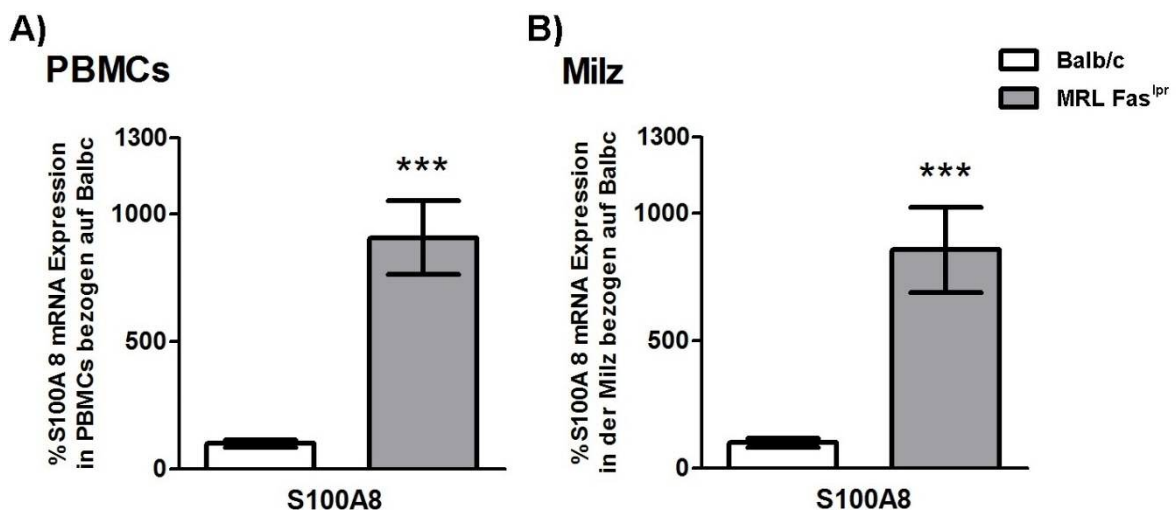 A)
PBMCs
%S100A 8 mRNA Expression
in PBMCs bezogen auf Balbc
1300
1000
500
0
***
S100A8
B)
Milz
%S100A 8 mRNA Expression
in der Milz bezogen auf Balbc
1300
1000
500
0
***
S100A8
Balb/c
MRL Fas^lpr